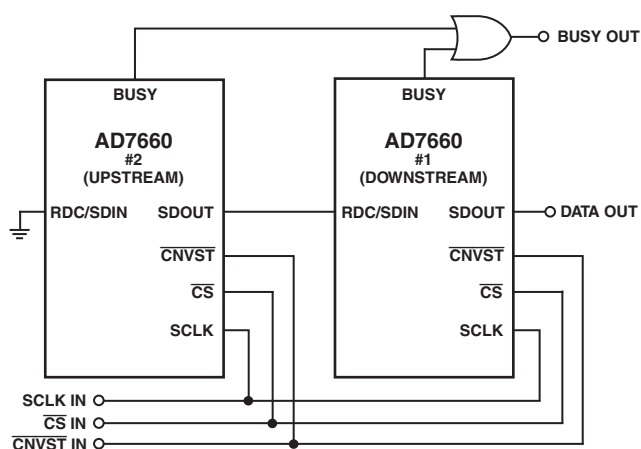 BUSY OUT
BUSY
AD7660
#2
(UPSTREAM)
RDC/SDIN SDOUT
CNVST
CS
SCLK
BUSY
AD7660
#1
(DOWNSTREAM)
RDC/SDIN SDOUT
CNVST
CS
SCLK
DATA OUT
SCLK IN
CS IN
CNVST IN